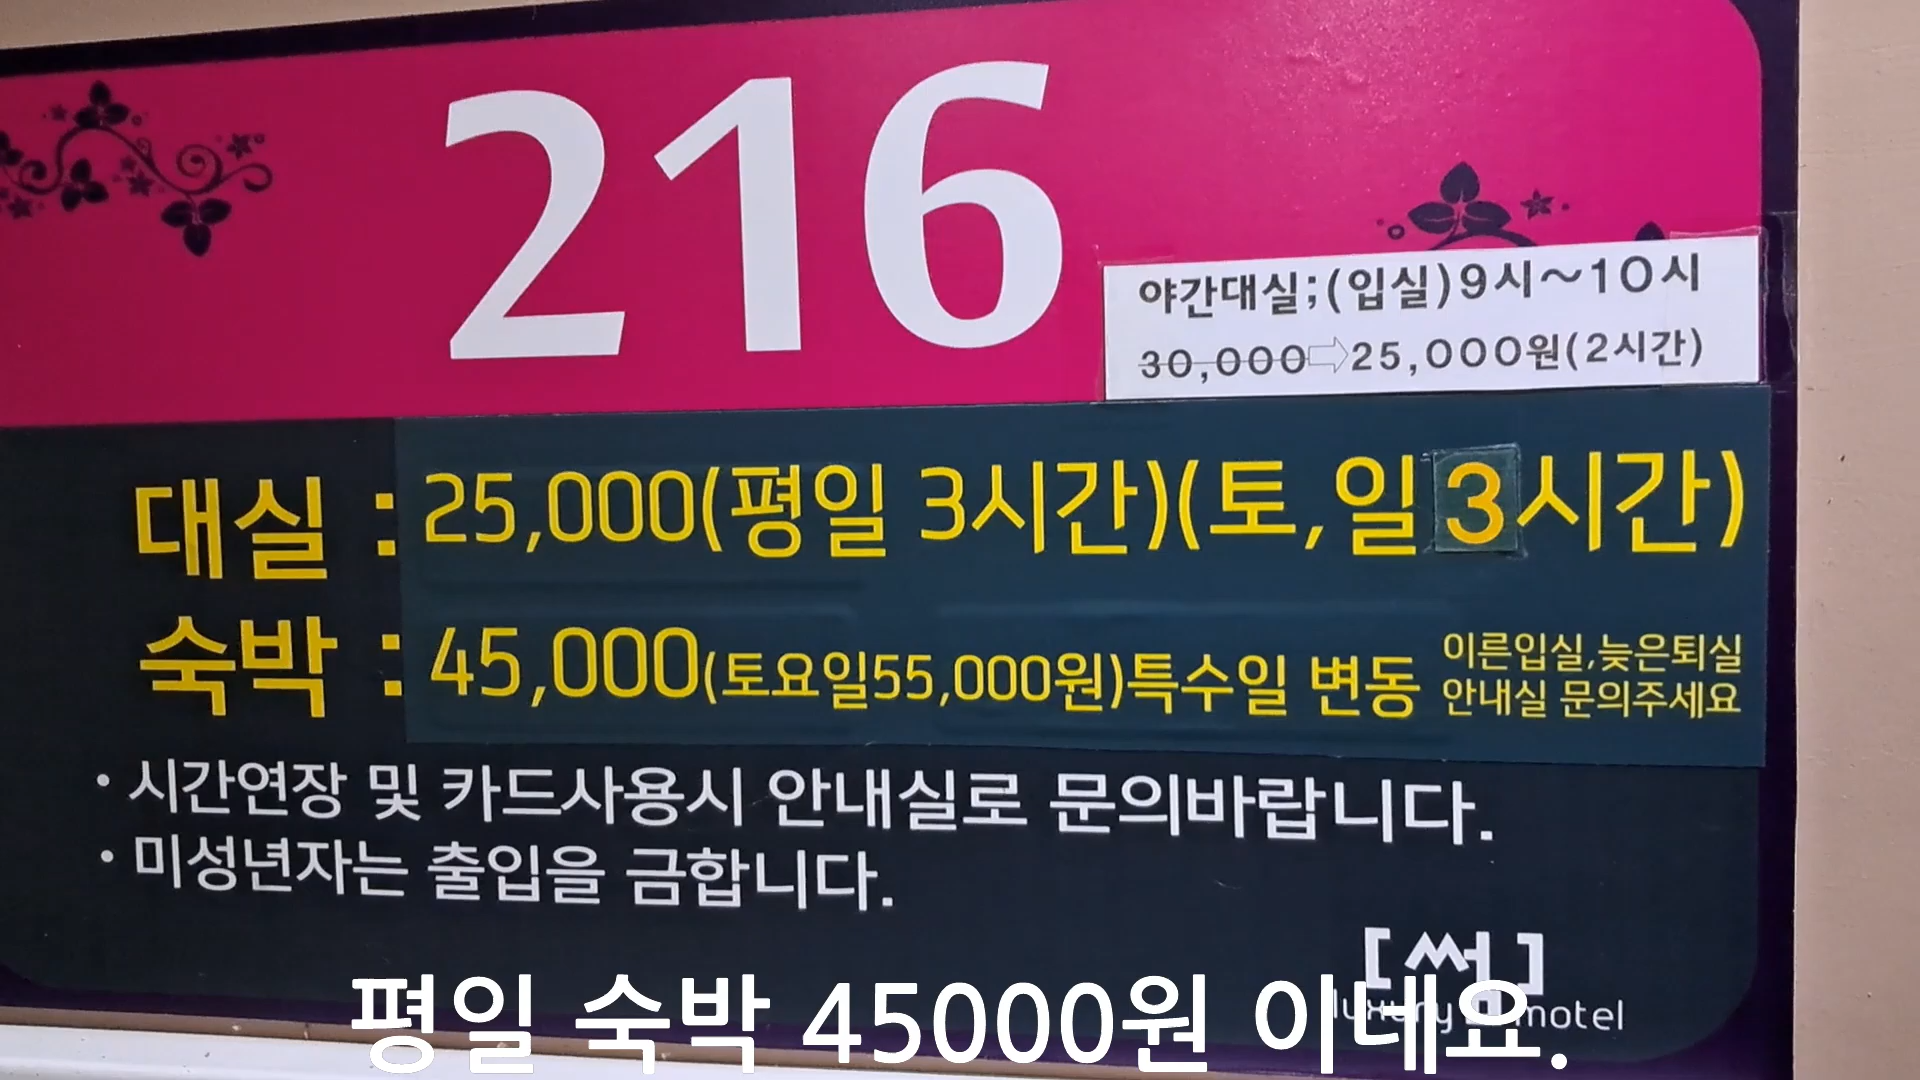 216
야간대실;(입실)9시~10시
30,000⇨25,000원(2시간)
대실 : 25,000(평일 3시간)(토,일3시간)
숙박 : 45,000(토요일55,000원)특수일 변동
이른입실,늦은퇴실
안내실 문의주세요
• 시간연장 및 카드사용시 안내실로 문의바랍니다.
• 미성년자는 출입을 금합니다.
[썸]
luxury motel
평일 숙박 45000원 이네요.